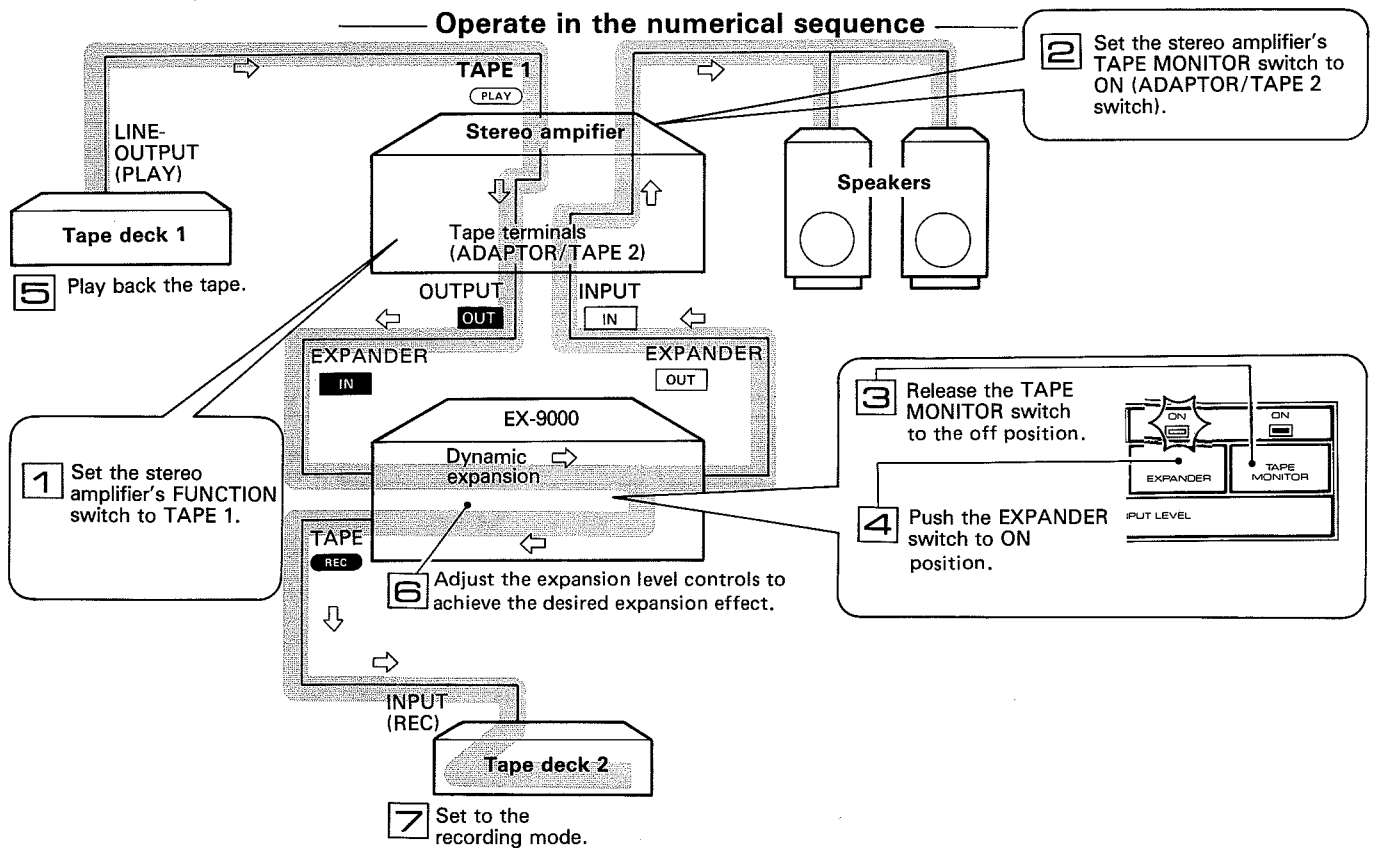 Operate in the numerical sequence
2 Set the stereo amplifier's
TAPE MONITOR switch to
ON (ADAPTOR/TAPE 2
switch).
TAPE 1
PLAY
LINE-
OUTPUT
(PLAY)
Stereo ampifier
Speakers
Tape deck 1
Tape terminals
(ADAPTOR/TAPE 2)
5 Play back the tape.
OUTPUT
OUT
INPUT
IN
EXPANDER
IN
EXPANDER
OUT
3 Release the TAPE
MONITOR switch
to the off position.
ON
ON
EXPANDER
TAPE
MONITOR
IPUT LEVEL
4 Push the EXPANDER
switch to ON
position.
EX-9000
Dynamic
expansion
1 Set the stereo
amplifier's FUNCTION
switch to TAPE 1.
TAPE
REC
6 Adjust the expansion level controls to
achieve the desired expansion effect.
INPUT
(REC)
Tape deck 2
7 Set to the
recording mode.